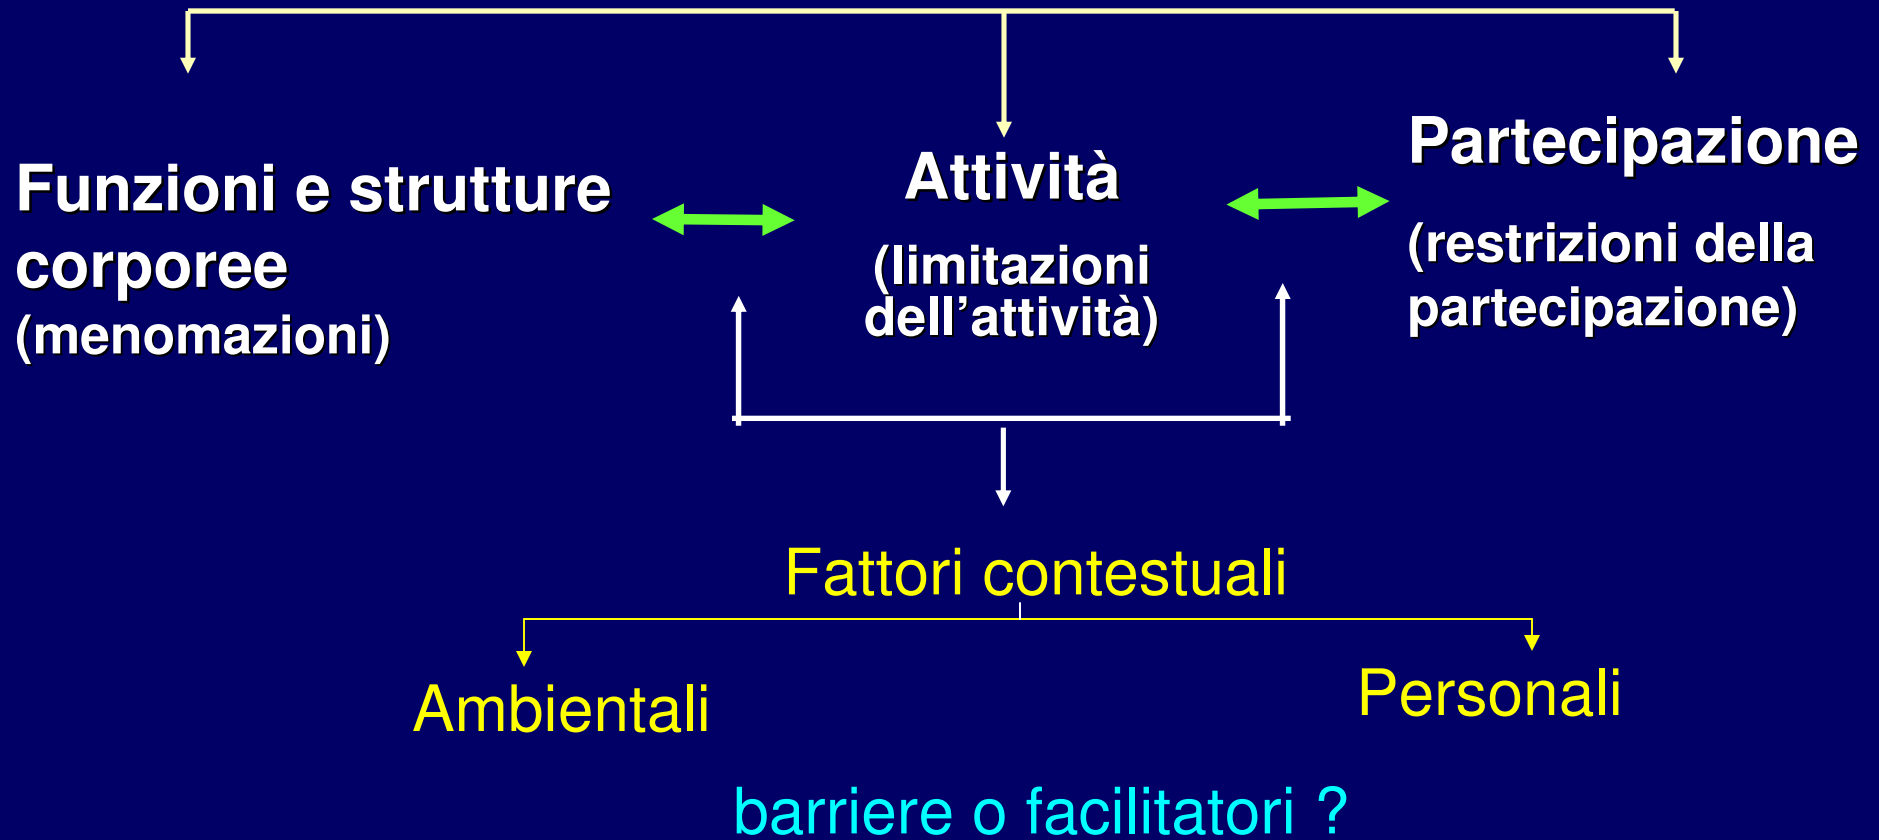 Funzioni e strutture
corporee
(menomazioni)
Attività
(limitazioni
dell’attività)
Partecipazione
(restrizioni della
partecipazione)
Fattori contestuali
Ambientali
Personali
barriere o facilitatori ?